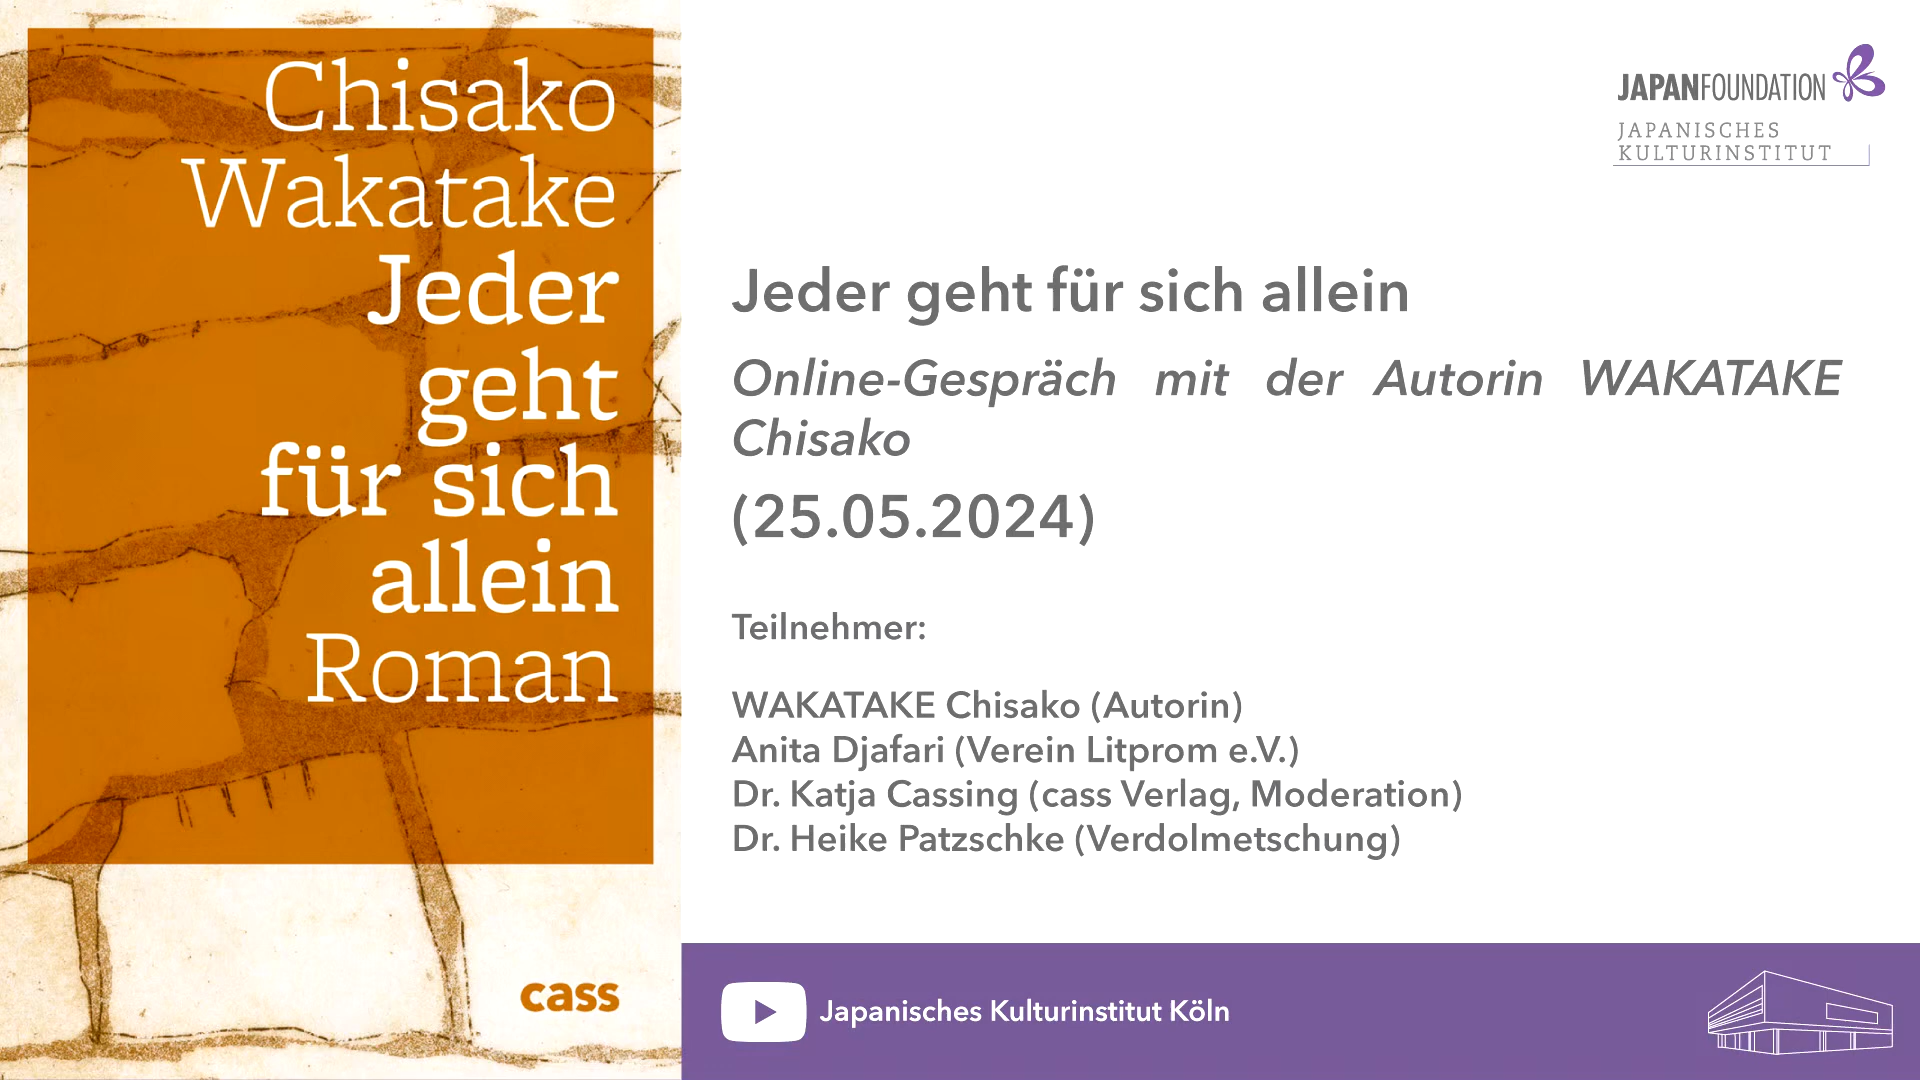 Chisako
Wakatake
Jeder
geht
für sich
allein
Roman
cass
JAPANFOUNDATION
JAPANISCHES
KULTURINSTITUT
Jeder geht für sich allein
Online-Gespräch mit der Autorin WAKATAKE
Chisako
(25.05.2024)
Teilnehmer:
WAKATAKE Chisako (Autorin)
Anita Djafari (Verein Litprom e.V.)
Dr. Katja Cassing (cass Verlag, Moderation)
Dr. Heike Patzschke (Verdolmetschung)
Japanisches Kulturinstitut Köln